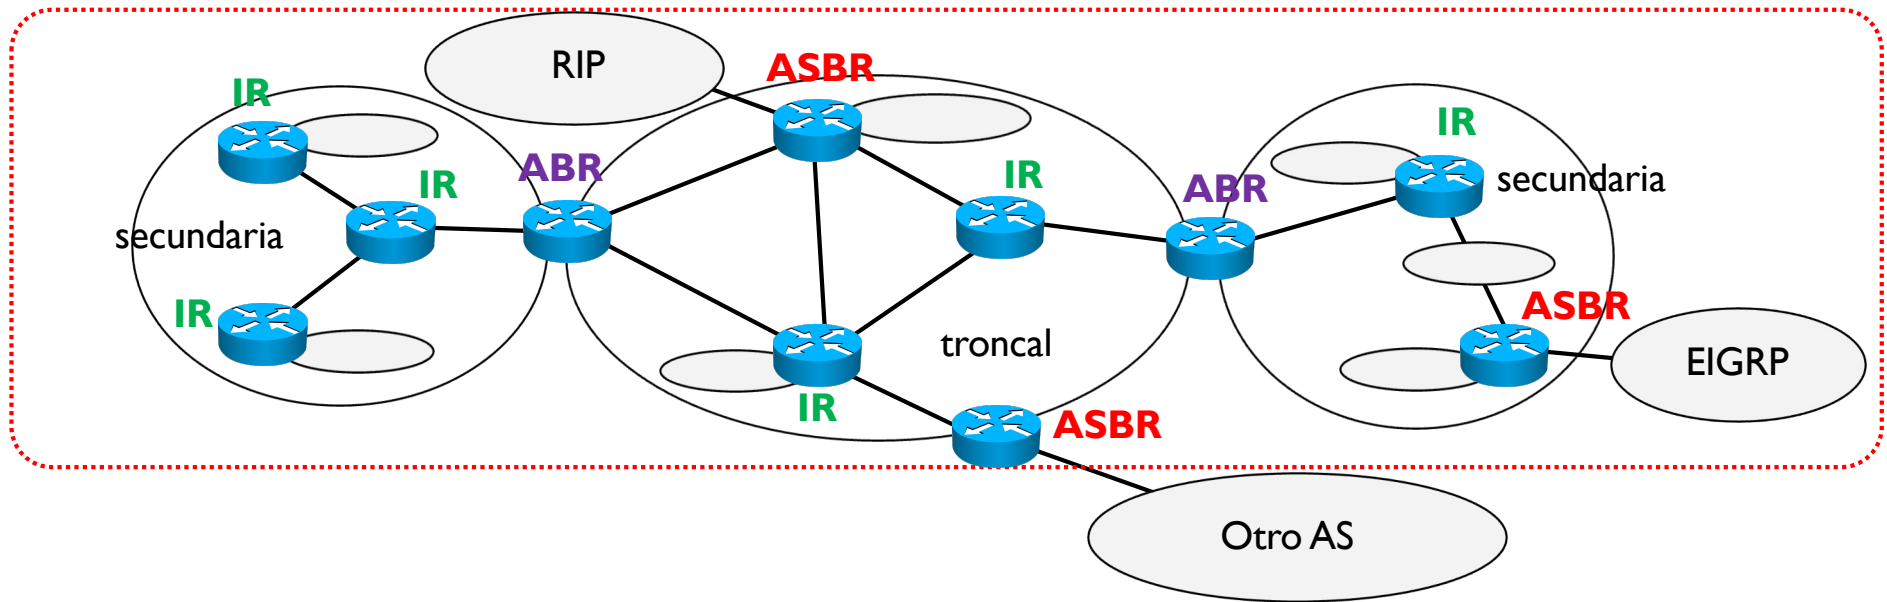 RIP
ASBR
IR
IR
ABR
IR
IR
ABR
secundaria
secundaria
IR
ASBR
troncal
EIGRP
IR
ASBR
Otro AS